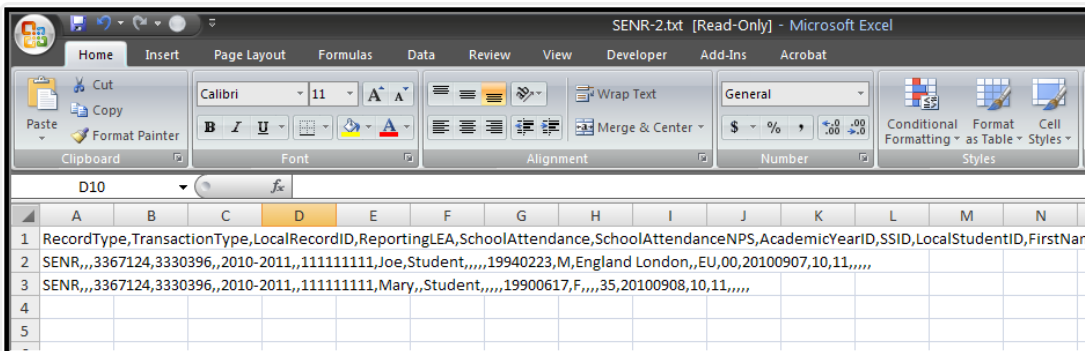 SENR-2.txt [Read-Only] - Microsoft Excel
Home Insert Page Layout Formulas Data Review View Developer Add-Ins Acrobat
Cut
Copy
Format Painter
Paste
Clipboard
Calibri 11 A A
B I U A
Font
Wrap Text
Merge & Center
Alignment
General
$ % , .0 .00 .00 .0
Number
Conditional Formatting
Format as Table
Cell Styles
Styles
D10 fx
A B C D E F G H I J K L M N
1 RecordType,TransactionType,LocalRecordID,ReportingLEA,SchoolAttendance,SchoolAttendanceNPS,AcademicYearID,SSID,LocalStudentID,FirstNar
2 SENR,,,3367124,3330396,,2010-2011,,111111111,Joe,Student,,,,,19940223,M,England London,,EU,00,20100907,10,11,,,,,
3 SENR,,,3367124,3330396,,2010-2011,,111111111,Mary,,Student,,,,,19900617,F,,,,35,20100908,10,11,,,,,
4
5